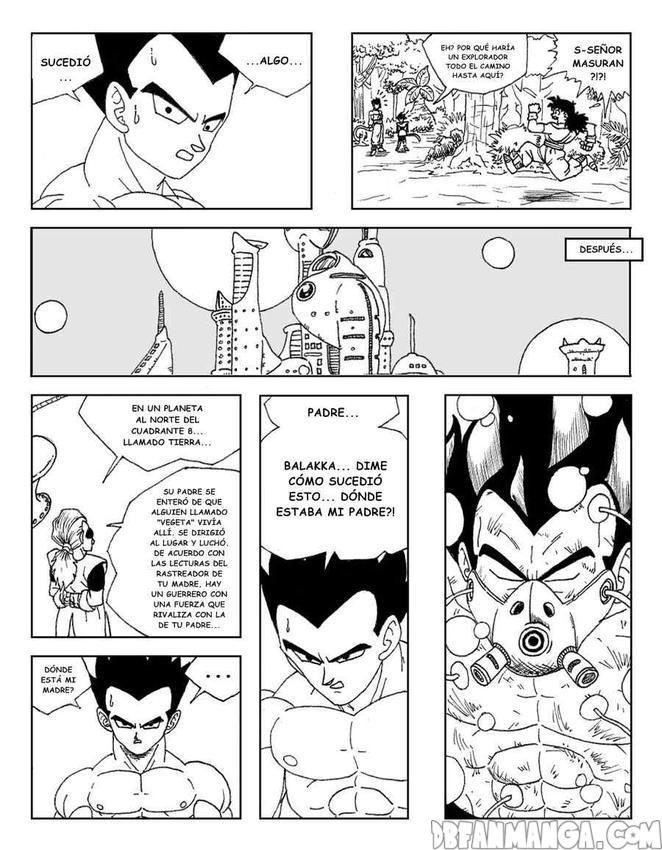 S-SEÑOR
MASURAN
?!?!
EH? POR QUÉ HARÍA
UN EXPLORADOR
TODO EL CAMINO
HASTA AQUÍ?
...ALGO...
SUCEDIÓ
...
DESPUÉS...
PADRE...
BALAKKA... DIME
CÓMO SUCEDIÓ
ESTO... DÓNDE
ESTABA MI PADRE?!
EN UN PLANETA
AL NORTE DEL
CUADRANTE 8...
LLAMADO TIERRA...
SU PADRE SE
ENTERÓ DE QUE
ALGUIEN LLAMADO
"VEGETA" VIVÍA
ALLÍ. SE DIRIGIÓ
AL LUGAR Y LUCHÓ.
DE ACUERDO CON
LAS LECTURAS DEL
RASTREADOR DE
TU MADRE, HAY
UN GUERRERO CON
UNA FUERZA QUE
RIVALIZA CON LA
DE TU PADRE...
...
DÓNDE
ESTÁ MI
MADRE?
DBFANMANGA.COM